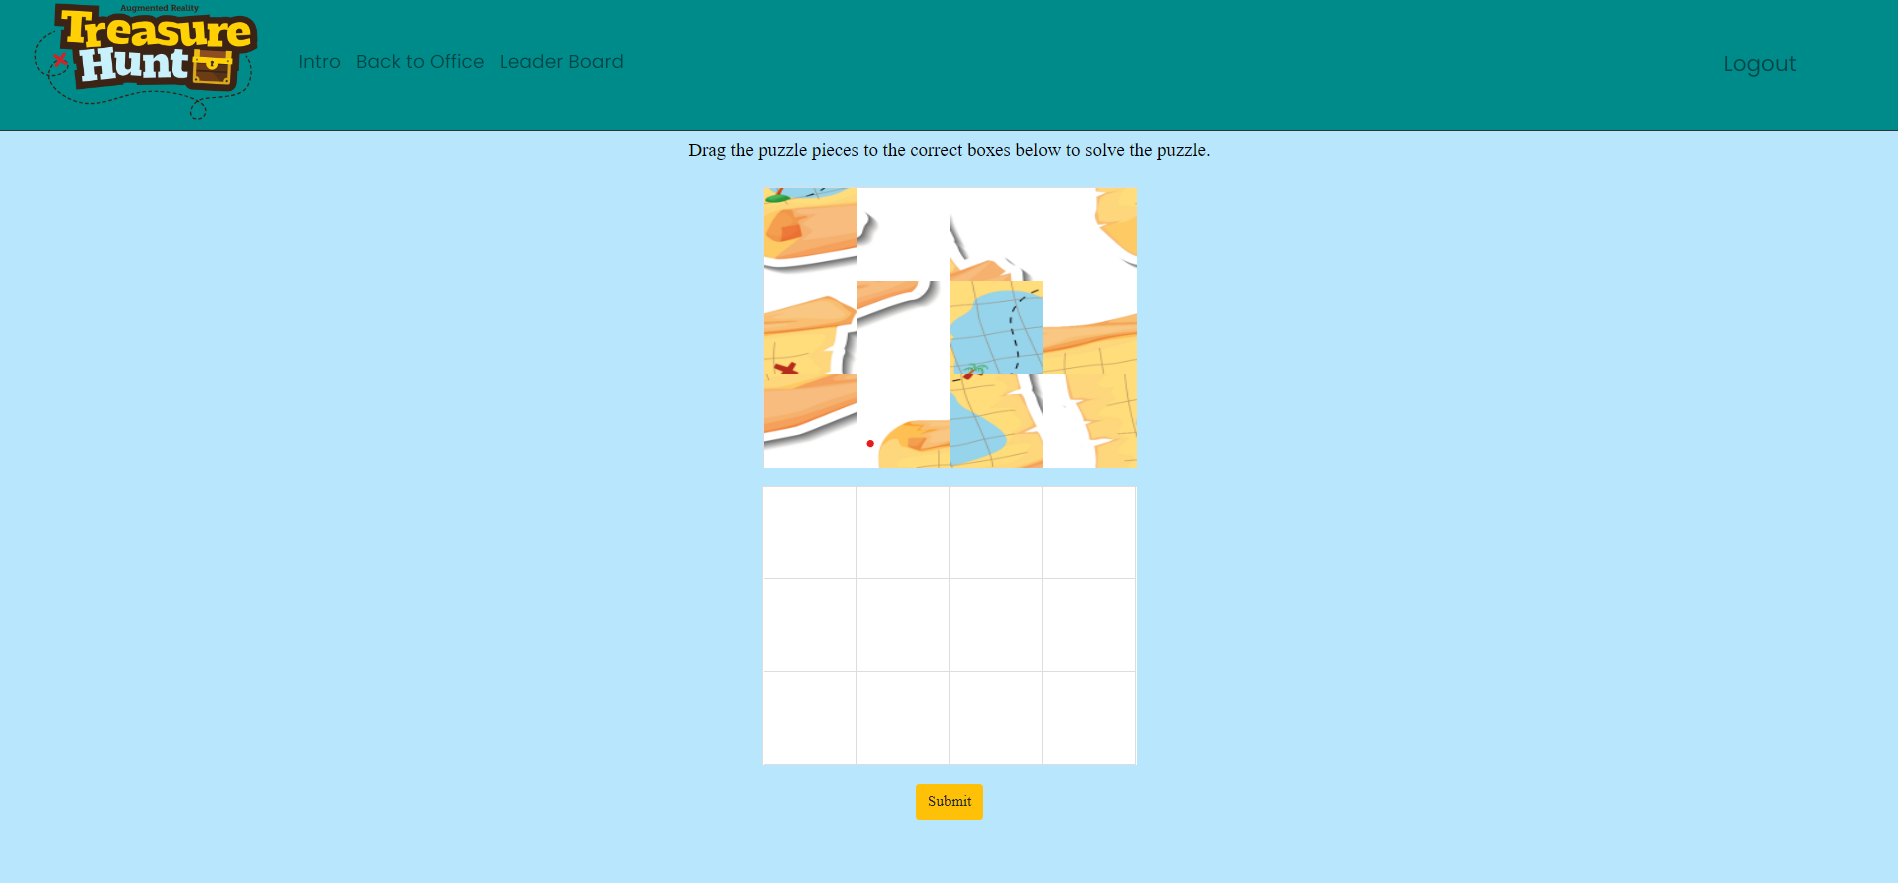 Augmented Reality
Treasure
Hunt
Intro Back to Office Leader Board Logout
Drag the puzzle pieces to the correct boxes below to solve the puzzle.
Submit